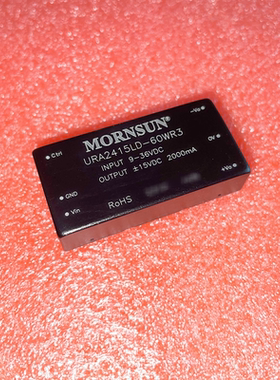 MORNSUN
URA2415LD-60WR3
INPUT 9-36VDC
OUTPUT ±15VDC 2000mA
RoHS
Ctrl
GND
Vin
-Vo
0V
+Vo